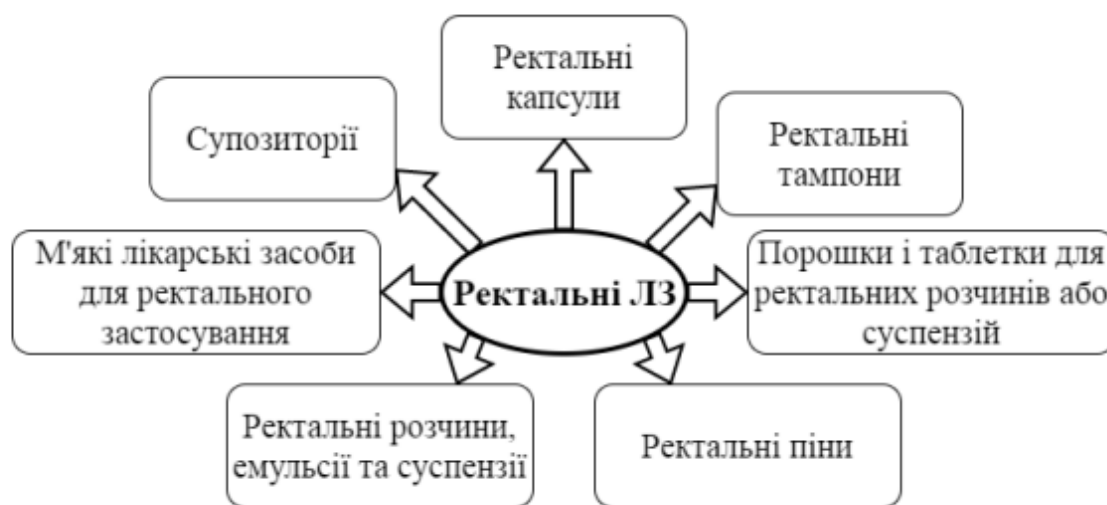 Ректальні
капсули
Супозиторії
Ректальні
тампони
М'які лікарські засоби
для ректального
застосування
Ректальні ЛЗ
Порошки і таблетки для
ректальних розчинів або
суспензій
Ректальні розчини,
емульсії та суспензії
Ректальні піни